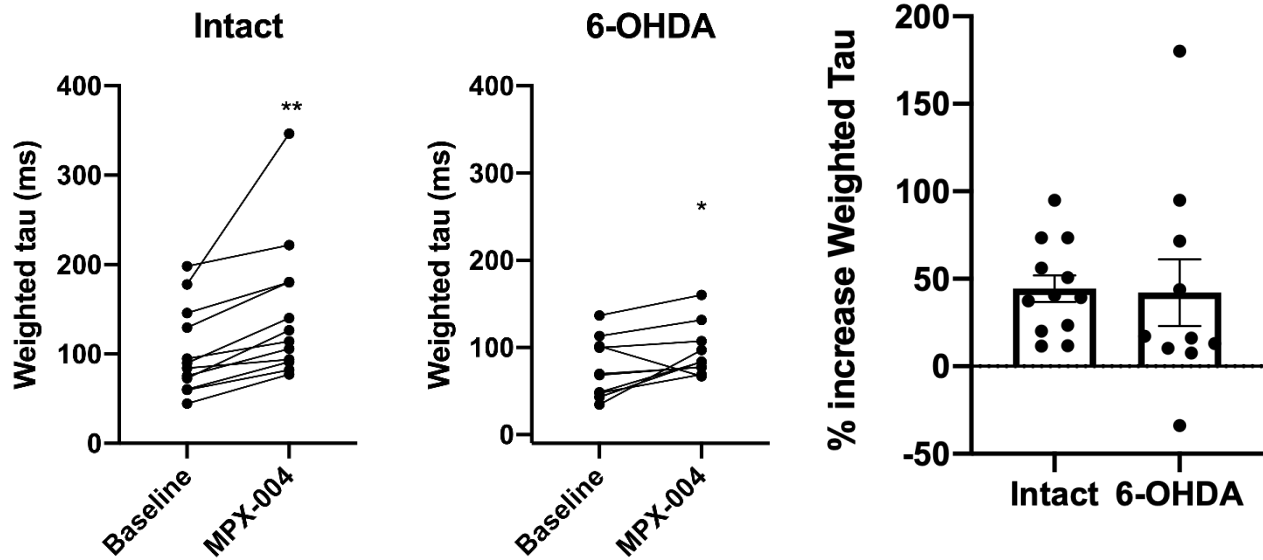 Intact
Weighted tau (ms)
400
300
200
100
0
**
Baseline
MPX-004
6-OHDA
Weighted tau (ms)
400
300
200
100
0
*
Baseline
MPX-004
% increase Weighted Tau
200
150
100
50
0
-50
Intact
6-OHDA